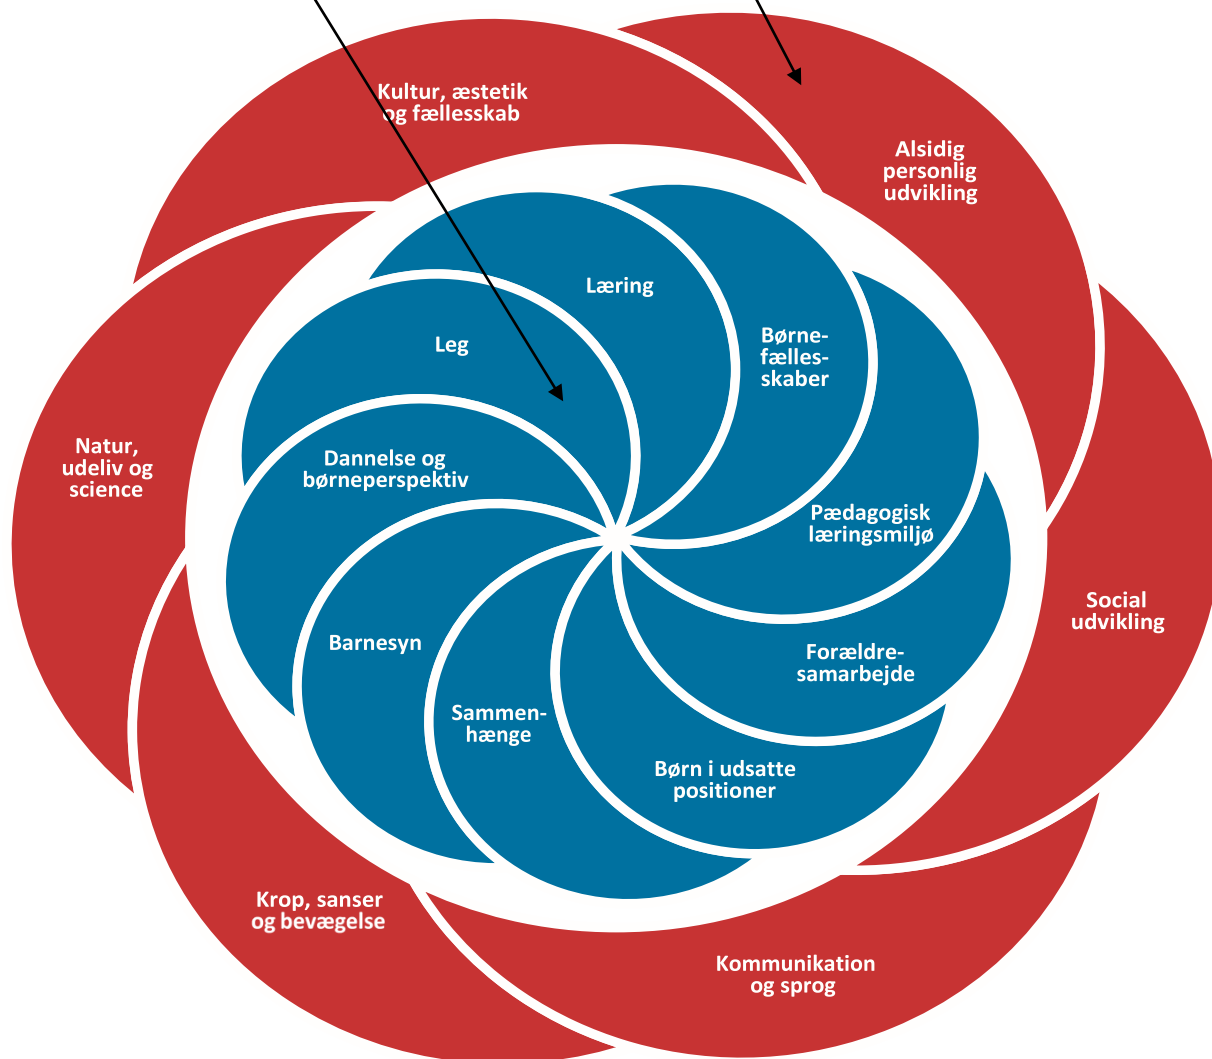 Kultur, æstetik
og fællesskab
Alsidig
personlig
udvikling
Læring
Leg
Børne-
fælles-
skaber
Natur,
udeliv og
science
Dannelse og
børneperspektiv
Pædagogisk
læringsmiljø
Social
udvikling
Barnesyn
Forældre-
samarbejde
Sammen-
hænge
Børn i udsatte
positioner
Krop, sanser
og bevægelse
Kommunikation
og sprog